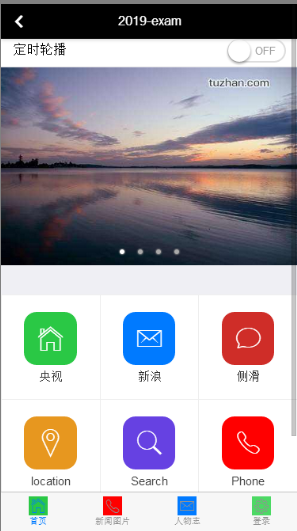 2019-exam
定时轮播
OFF
tuzhan.com
央视
新浪
侧滑
location
Search
Phone
首页
新闻图片
人物志
登录